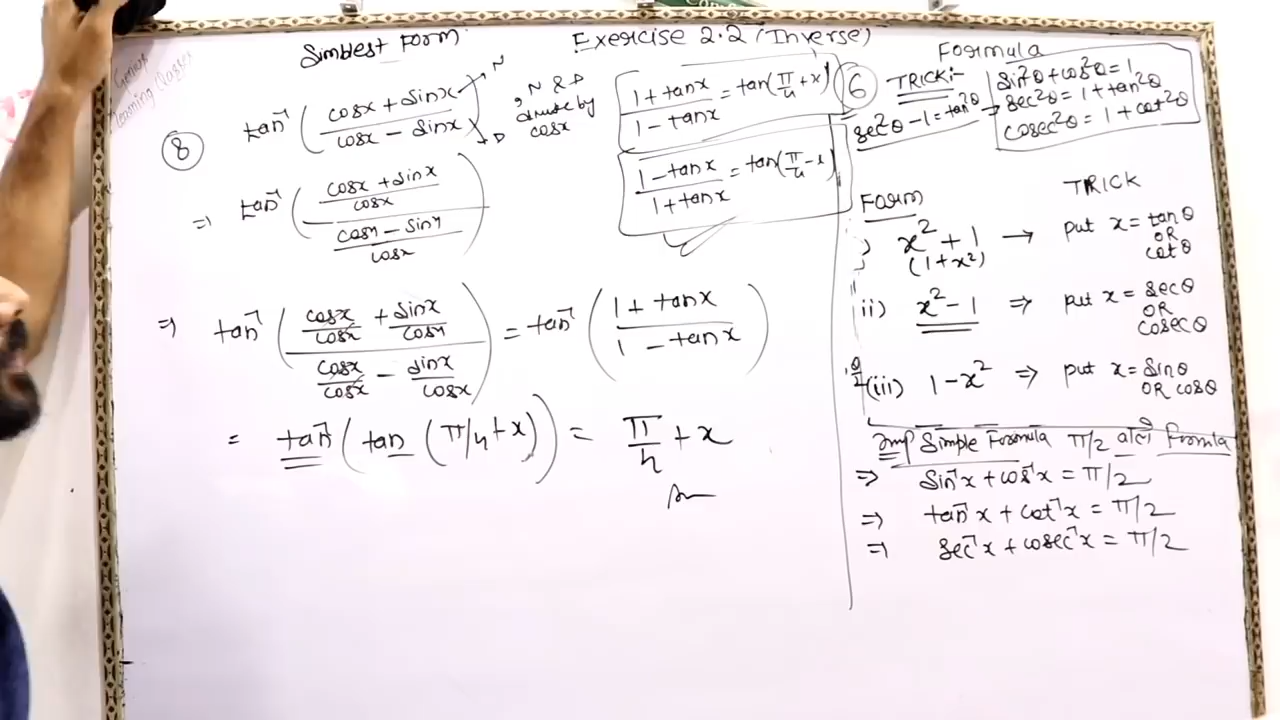 Simbest Form
Exercise 2.2 (Inverse)
Genius
Learning Classes
8
tan⁻¹ ( (cosx + sinx) / (cosx - sinx) ) → N → D
, N & D
divide by
cosx
⇒ tan⁻¹ ( ((cosx + sinx) / cosx) / ((cosx - sinx) / cosx) )
⇒ tan⁻¹ ( (cosx/cosx + sinx/cosx) / (cosx/cosx - sinx/cosx) ) = tan⁻¹ ( (1 + tanx) / (1 - tanx) )
= tan⁻¹ ( tan (π/4 + x) ) = π/4 + x
Ans
(1 + tanx) / (1 - tanx) = tan(π/4 + x)
(1 - tanx) / (1 + tanx) = tan(π/4 - x)
6
Formula
TRICK:-
sec²θ - 1 = tan²θ
sin²θ + cos²θ = 1
sec²θ = 1 + tan²θ
cosec²θ = 1 + cot²θ
Form TRICK
i) x² + 1 → put x = tanθ
(1 + x²) OR
cotθ
ii) x² - 1 ⇒ put x = secθ
OR
cosecθ
(iii) 1 - x² ⇒ put x = sinθ
OR cosθ
Imp Simple Formula π/2 वाले Formula
⇒ sin⁻¹x + cos⁻¹x = π/2
⇒ tan⁻¹x + cot⁻¹x = π/2
⇒ sec⁻¹x + cosec⁻¹x = π/2